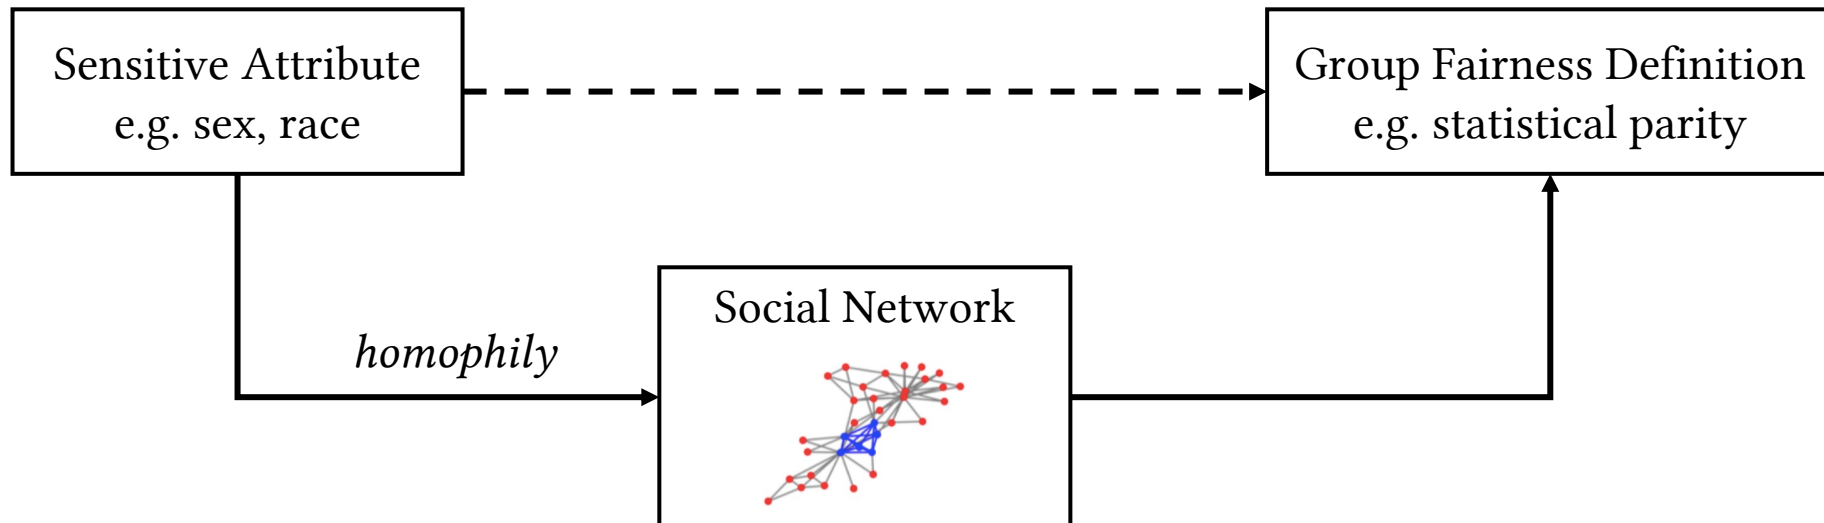 Sensitive Attribute
e.g. sex, race
Group Fairness Definition
e.g. statistical parity
Social Network
homophily